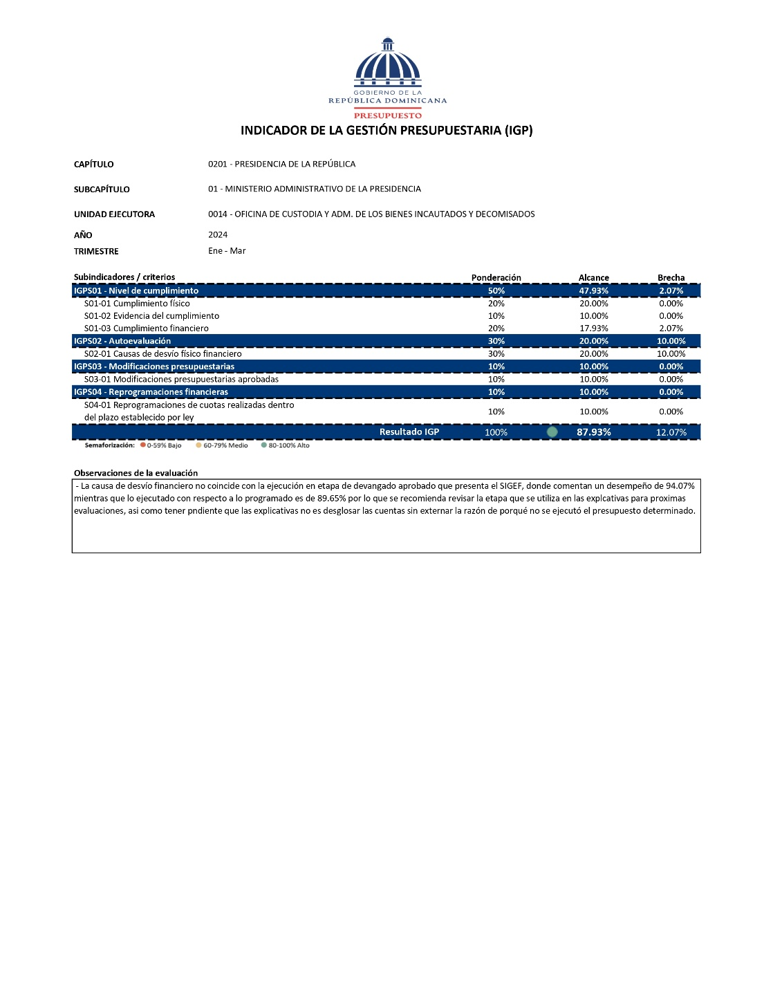 GOBIERNO DE LA
REPÚBLICA DOMINICANA
PRESUPUESTO
INDICADOR DE LA GESTIÓN PRESUPUESTARIA (IGP)
CAPÍTULO 0201 - PRESIDENCIA DE LA REPÚBLICA
SUBCAPÍTULO 01 - MINISTERIO ADMINISTRATIVO DE LA PRESIDENCIA
UNIDAD EJECUTORA 0014 - OFICINA DE CUSTODIA Y ADM. DE LOS BIENES INCAUTADOS Y DECOMISADOS
AÑO 2024
TRIMESTRE Ene - Mar
Subindicadores / criterios Ponderación Alcance Brecha
IGPS01 - Nivel de cumplimiento 50% 47.93% 2.07%
S01-01 Cumplimiento físico 20% 20.00% 0.00%
S01-02 Evidencia del cumplimiento 10% 10.00% 0.00%
S01-03 Cumplimiento financiero 20% 17.93% 2.07%
IGPS02 - Autoevaluación 30% 20.00% 10.00%
S02-01 Causas de desvío físico financiero 30% 20.00% 10.00%
IGPS03 - Modificaciones presupuestarias 10% 10.00% 0.00%
S03-01 Modificaciones presupuestarias aprobadas 10% 10.00% 0.00%
IGPS04 - Reprogramaciones financieras 10% 10.00% 0.00%
S04-01 Reprogramaciones de cuotas realizadas dentro
del plazo establecido por ley 10% 10.00% 0.00%
Resultado IGP 100% 87.93% 12.07%
Semaforización: 0-59% Bajo 60-79% Medio 80-100% Alto
Observaciones de la evaluación
- La causa de desvío financiero no coincide con la ejecución en etapa de devangado aprobado que presenta el SIGEF, donde comentan un desempeño de 94.07%
mientras que lo ejecutado con respecto a lo programado es de 89.65% por lo que se recomienda revisar la etapa que se utiliza en las explcativas para proximas
evaluaciones, asi como tener pndiente que las explicativas no es desglosar las cuentas sin externar la razón de porqué no se ejecutó el presupuesto determinado.